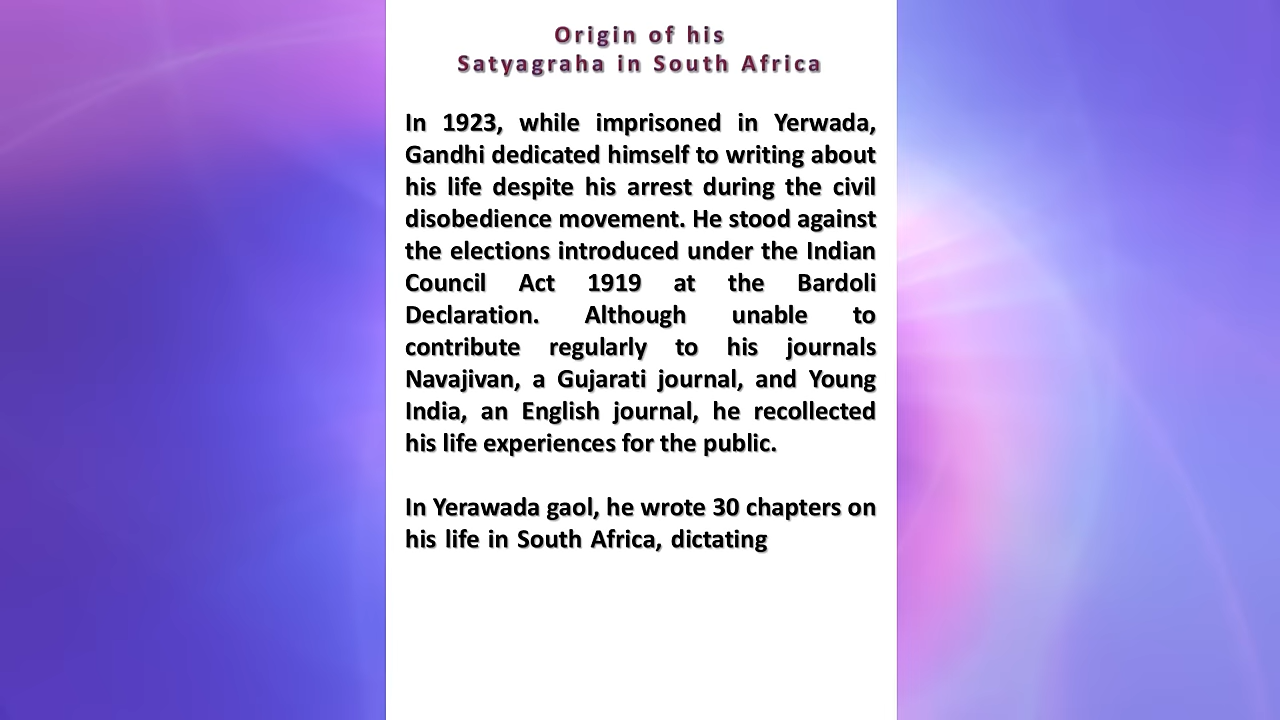 Origin of his
Satyagraha in South Africa
In 1923, while imprisoned in Yerwada,
Gandhi dedicated himself to writing about
his life despite his arrest during the civil
disobedience movement. He stood against
the elections introduced under the Indian
Council Act 1919 at the Bardoli
Declaration. Although unable to
contribute regularly to his journals
Navajivan, a Gujarati journal, and Young
India, an English journal, he recollected
his life experiences for the public.
In Yerawada gaol, he wrote 30 chapters on
his life in South Africa, dictating